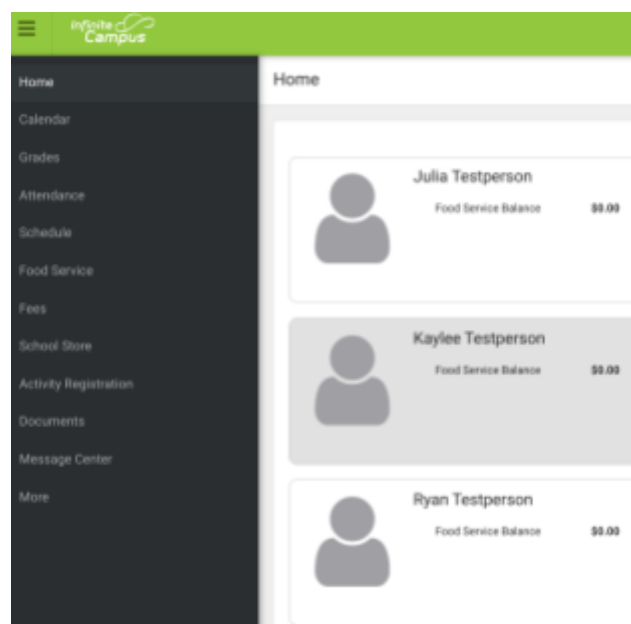 Infinite
Campus
Home
Calendar
Grades
Attendance
Schedule
Food Service
Fees
School Store
Activity Registration
Documents
Message Center
More
Home
Julia Testperson
Food Service Balance $0.00
Kaylee Testperson
Food Service Balance $0.00
Ryan Testperson
Food Service Balance $0.00